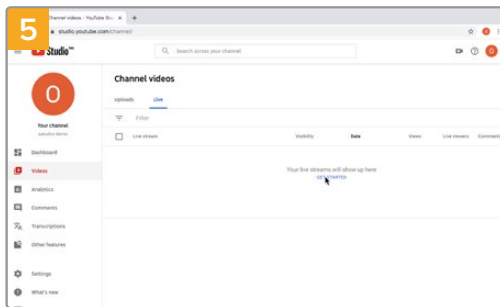 5
Channel videos - YouTube Stu
studio.youtube.com/channel/
Studio
Search across your channel
O
O
Your channel
Channel videos
Uploads
Live
Filter
Live stream
Visibility
Date
Views
Live viewers
Comments
Your live streams will show up here
GET STARTED
Dashboard
Videos
Analytics
Comments
Transcriptions
Other features
Settings
What's new